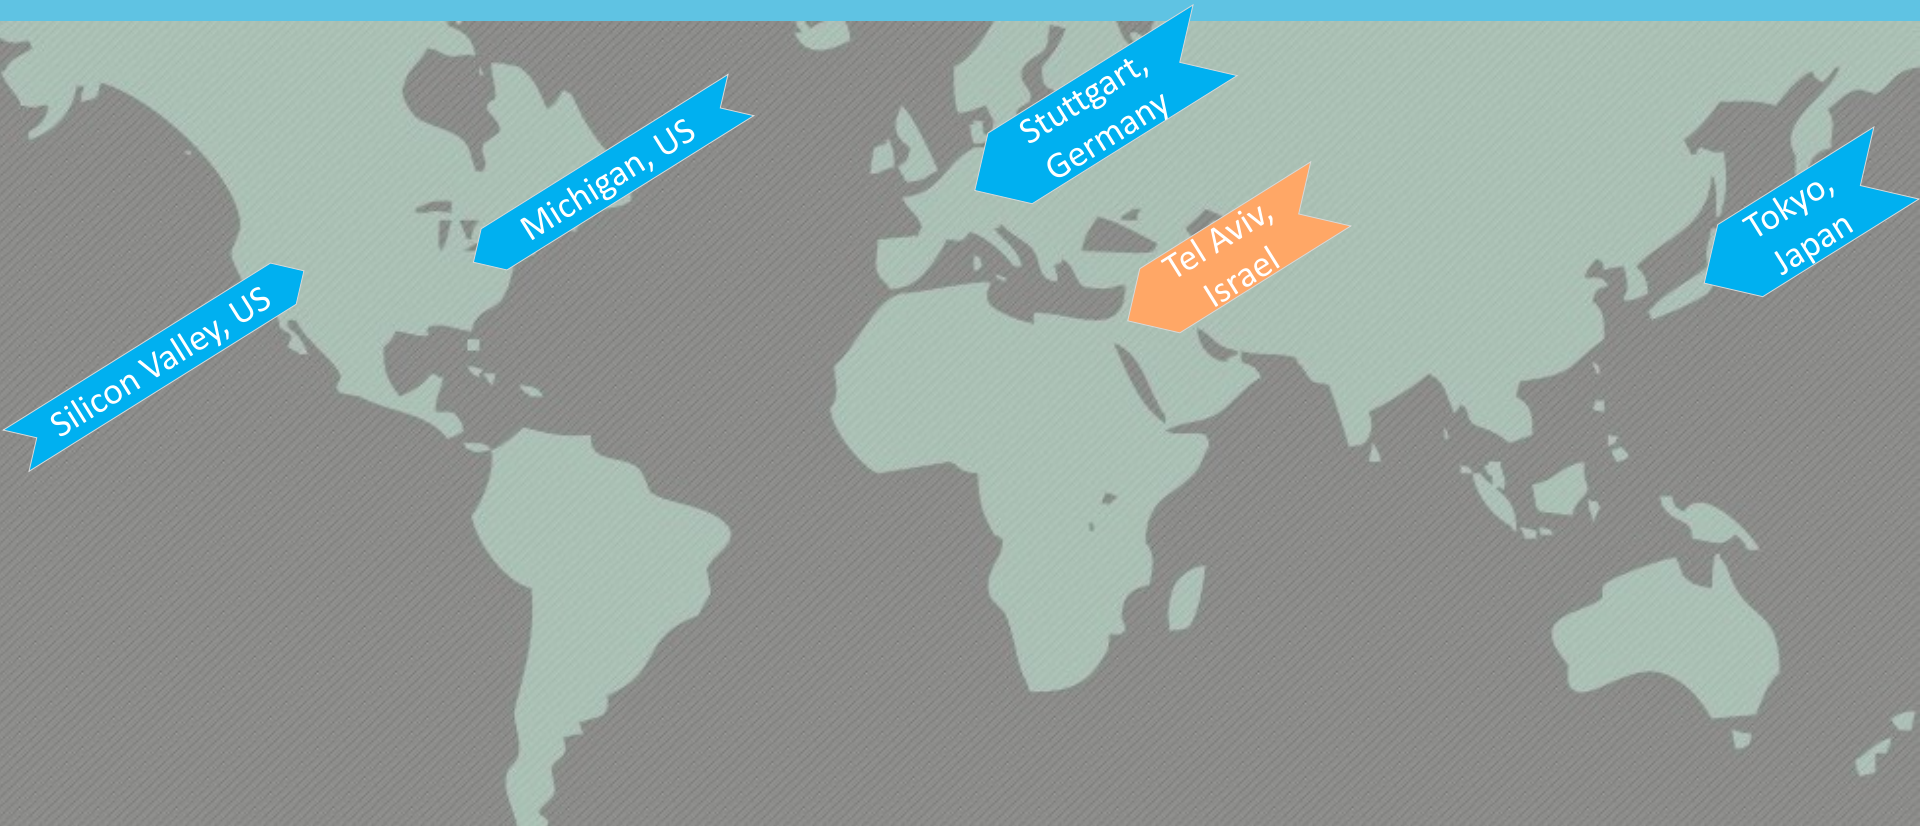 Stuttgart,
Germany
Michigan, US
Tel Aviv,
Israel
Tokyo,
Japan
Silicon Valley, US